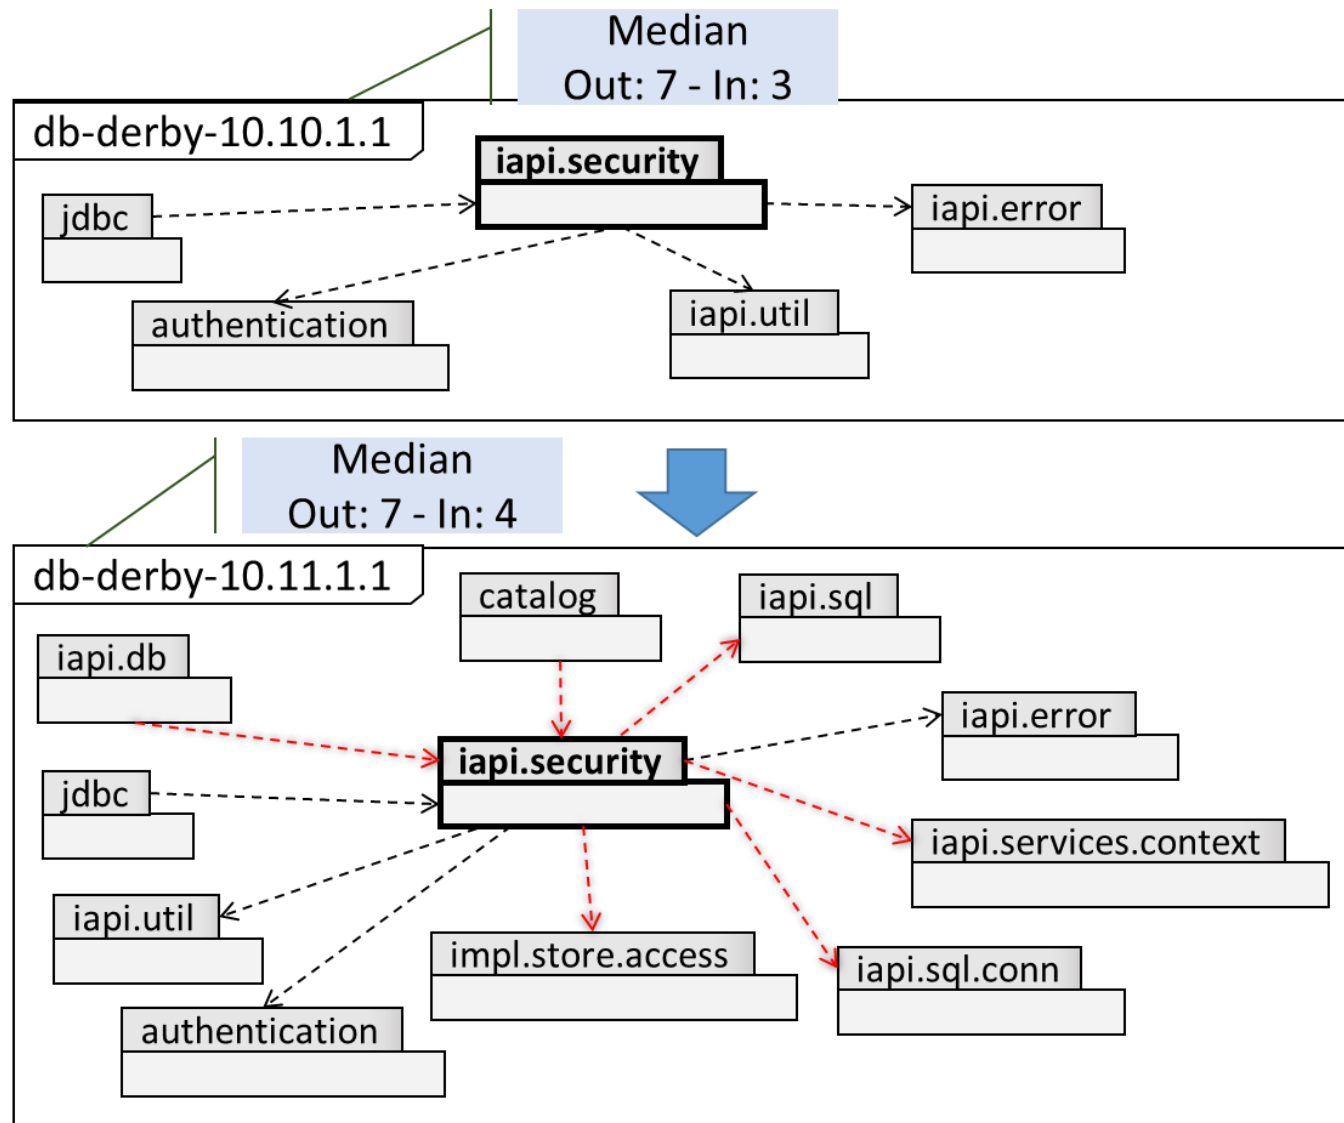 Median
Out: 7 - In: 3
db-derby-10.10.1.1
iapi.security
jdbc
iapi.error
authentication
iapi.util
Median
Out: 7 - In: 4
db-derby-10.11.1.1
catalog
iapi.sql
iapi.db
iapi.error
iapi.security
jdbc
iapi.services.context
iapi.util
impl.store.access
iapi.sql.conn
authentication